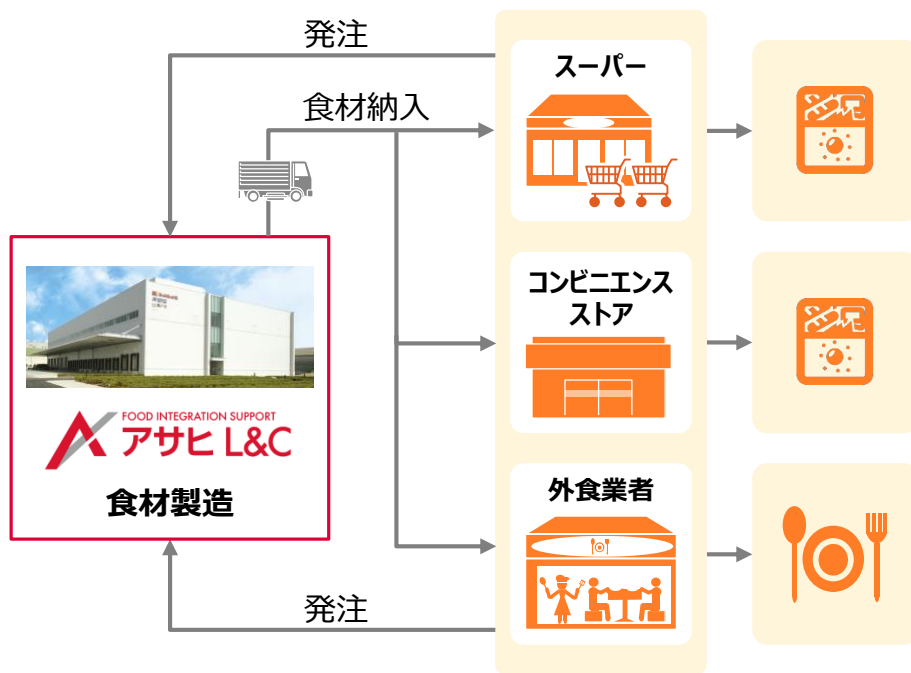 発注
食材納入
スーパー
コンビニエンス
ストア
FOOD INTEGRATION SUPPORT
アサヒ L&C
食材製造
外食業者
発注